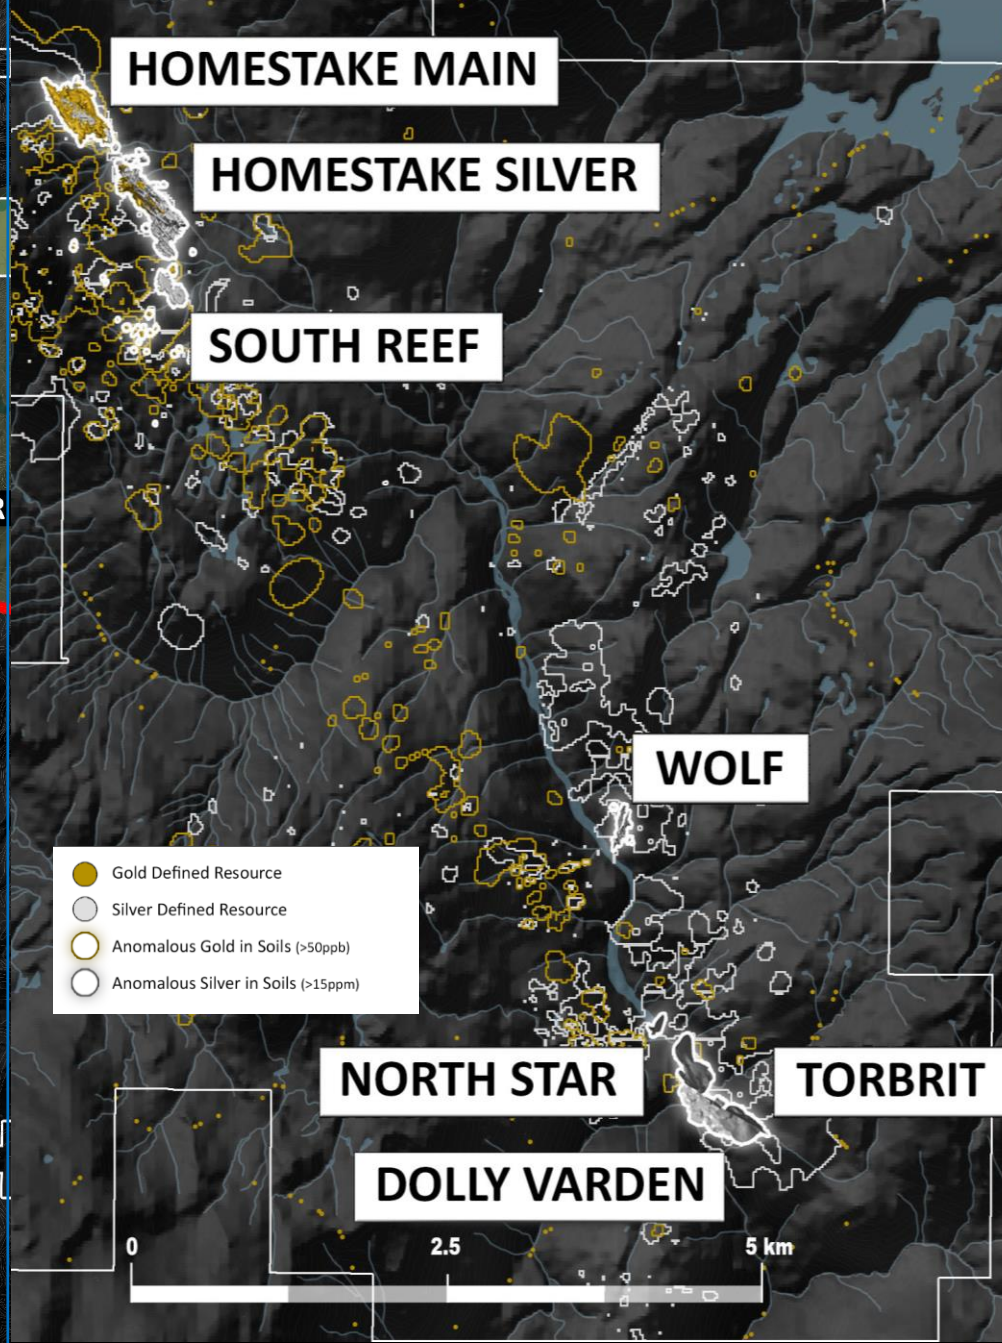 HOMESTAKE MAIN
HOMESTAKE SILVER
SOUTH REEF
R
WOLF
Gold Defined Resource
Silver Defined Resource
Anomalous Gold in Soils (>50ppb)
Anomalous Silver in Soils (>15ppm)
NORTH STAR
TORBRIT
DOLLY VARDEN
0 2.5 5 km